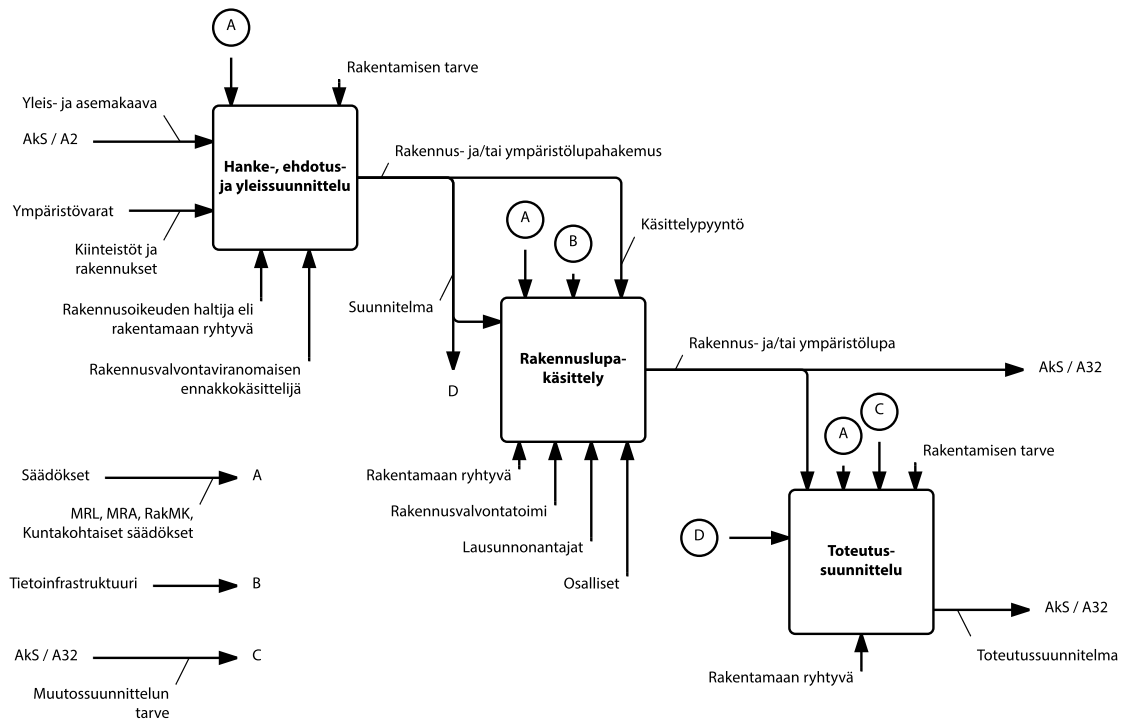 A
Rakentamisen tarve
Yleis- ja asemakaava
AkS / A2
Hanke-, ehdotus-
ja yleissuunnittelu
Rakennus- ja/tai ympäristölupahakemus
Ympäristövarat
Kiinteistöt ja
rakennukset
A
B
Käsittelypyyntö
Rakennusoikeuden haltija eli
rakentamaan ryhtyvä
Suunnitelma
Rakennusvalvontaviranomaisen
ennakkokäsittelijä
D
Rakennuslupa-
käsittely
Rakennus- ja/tai ympäristölupa
AkS / A32
A
C
Rakentamisen tarve
Säädökset
A
MRL, MRA, RakMK,
Kuntakohtaiset säädökset
Rakentamaan ryhtyvä
Rakennusvalvontatoimi
Lausunnonantajat
Osalliset
D
Toteutus-
suunnittelu
Tietoinfrastruktuuri
B
AkS / A32
Toteutussuunnitelma
AkS / A32
C
Muutossuunnittelun
tarve
Rakentamaan ryhtyvä